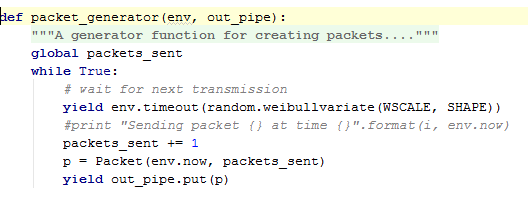 def packet_generator(env, out_pipe):
    """A generator function for creating packets...."""
    global packets_sent
    while True:
        # wait for next transmission
        yield env.timeout(random.weibullvariate(WSCALE, SHAPE))
        #print "Sending packet {} at time {}".format(i, env.now)
        packets_sent += 1
        p = Packet(env.now, packets_sent)
        yield out_pipe.put(p)